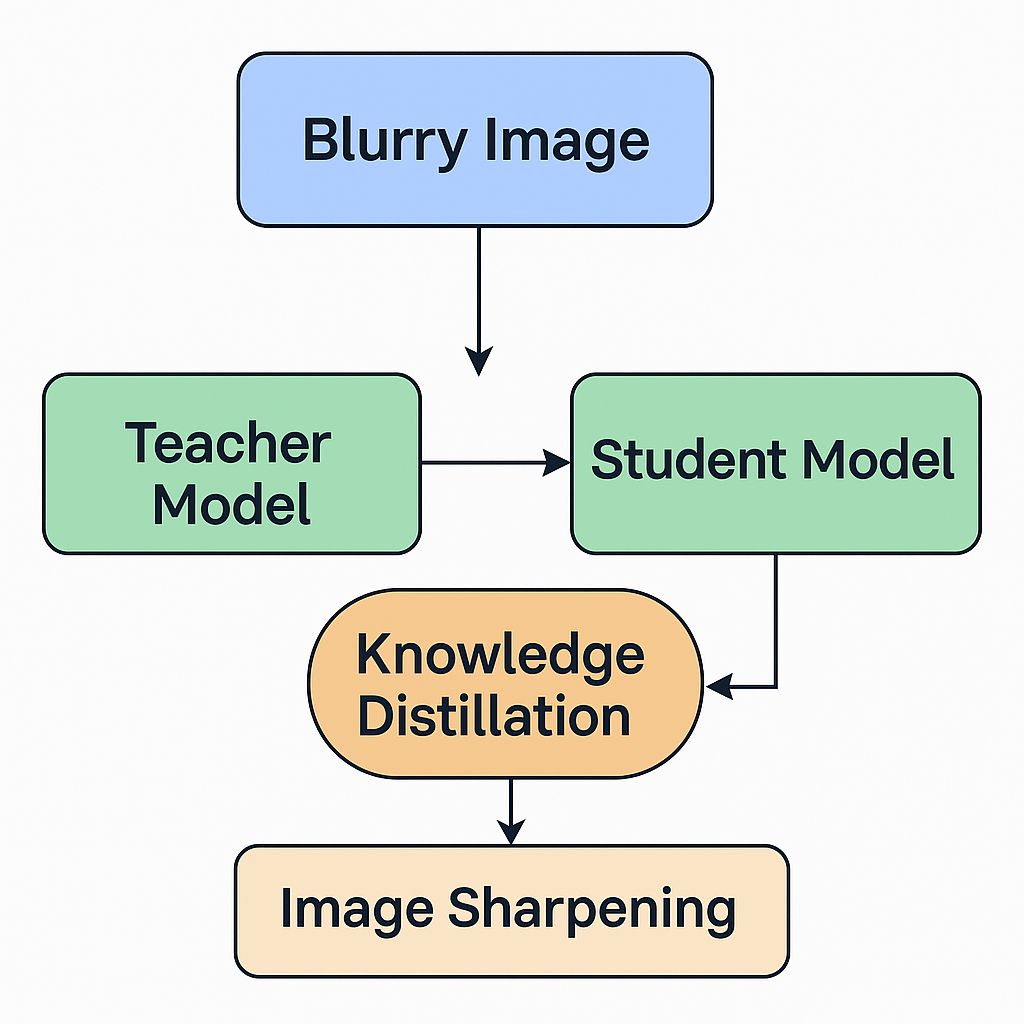 Blurry Image
Teacher
Model
Student Model
Knowledge
Distillation
Image Sharpening